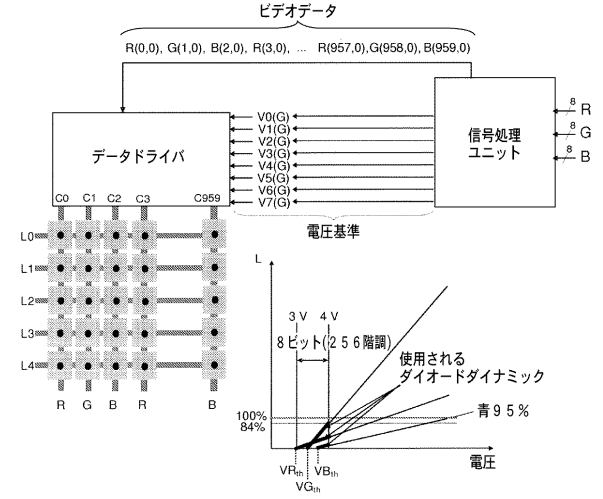 ビデオデータ
R(0,0), G(1,0), B(2,0), R(3,0), ... R(957,0),G(958,0), B(959,0)
データドライバ
V0(G)
V1(G)
V2(G)
V3(G)
V4(G)
V5(G)
V6(G)
V7(G)
信号処理
ユニット
8 R
8 G
8 B
電圧基準
C0 C1 C2 C3 C959
L0
L1
L2
L3
L4
R G B R B
L
3 V 4 V
8ビット(256階調)
使用される
ダイオードダイナミック
青95%
100%
84%
電圧
VRth
VGth
VBth